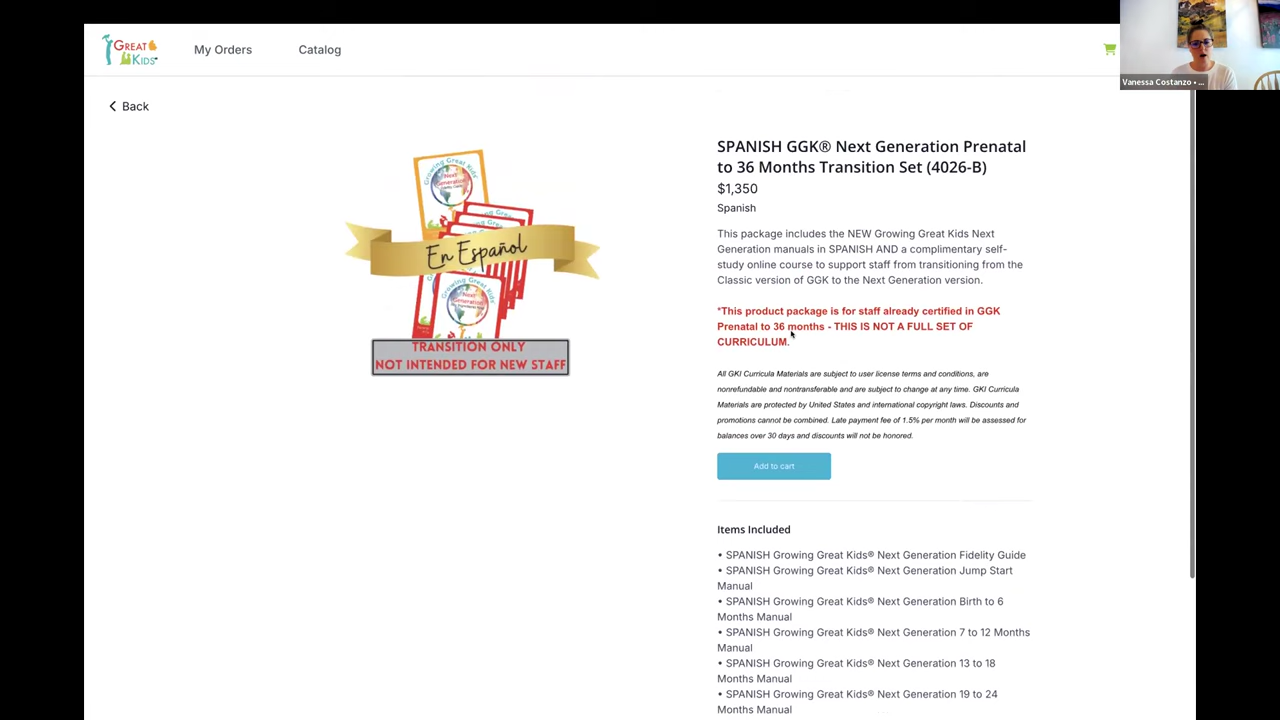 GREAT
KIDS
My Orders
Catalog
Vanessa Costanzo • ...
Back
Growing Great Kids
Next
Generation
En Español
Growing Great Kids
Next
Generation
TRANSITION ONLY
NOT INTENDED FOR NEW STAFF
SPANISH GGK® Next Generation Prenatal
to 36 Months Transition Set (4026-B)
$1,350
Spanish
This package includes the NEW Growing Great Kids Next
Generation manuals in SPANISH AND a complimentary self-
study online course to support staff from transitioning from the
Classic version of GGK to the Next Generation version.
*This product package is for staff already certified in GGK
Prenatal to 36 months - THIS IS NOT A FULL SET OF
CURRICULUM.
All GKI Curricula Materials are subject to user license terms and conditions, are
nonrefundable and nontransferable and are subject to change at any time. GKI Curricula
Materials are protected by United States and international copyright laws. Discounts and
promotions cannot be combined. Late payment fee of 1.5% per month will be assessed for
balances over 30 days and discounts will not be honored.
Add to cart
Items Included
• SPANISH Growing Great Kids® Next Generation Fidelity Guide
• SPANISH Growing Great Kids® Next Generation Jump Start
Manual
• SPANISH Growing Great Kids® Next Generation Birth to 6
Months Manual
• SPANISH Growing Great Kids® Next Generation 7 to 12 Months
Manual
• SPANISH Growing Great Kids® Next Generation 13 to 18
Months Manual
• SPANISH Growing Great Kids® Next Generation 19 to 24
Months Manual